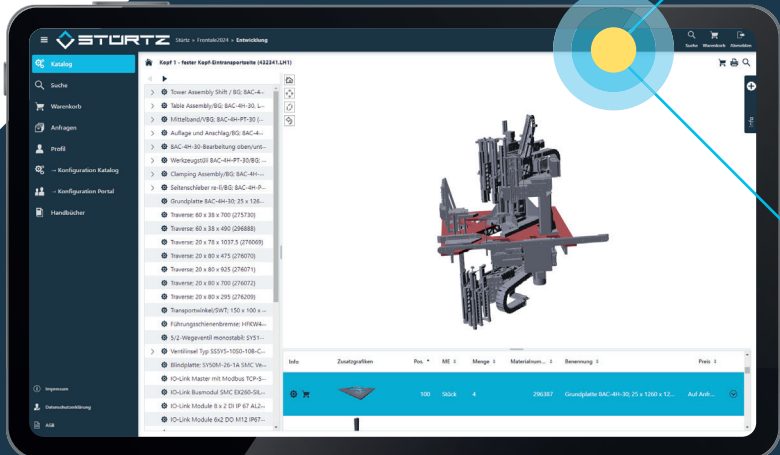 STÜRTZ
Stürtz > Frontale2024 > Entwicklung
Suche Warenkorb Abmelden
Katalog
Suche
Warenkorb
Anfragen
Profil
→ Konfiguration Katalog
→ Konfiguration Portal
Handbücher
Impressum
Datenschutzerklärung
AGB
Kopf 1 - fester Kopf-Eintransportseite (432341.LH1)
Tower Assembly Shift / BG; 8AC-4...
Table Assembly/BG; 8AC-4H-30, L...
Mittelband/VBG; 8AC-4H-PT-30 (...
Auflage und Anschlag/BG; 8AC-4...
8AC-4H-30-Bearbeitung oben/unt...
Werkzeugstüli 8AC-4H-PT-30/BG; ...
Clamping Assembly/BG; 8AC-4H-...
Seitenschieber re-li/BG; 8AC-4H-P...
Grundplatte 8AC-4H-30; 25 x 126...
Traverse; 60 x 38 x 700 (275730)
Traverse; 60 x 38 x 490 (296888)
Traverse; 20 x 78 x 1037.5 (276069)
Traverse; 20 x 80 x 475 (276070)
Traverse; 20 x 80 x 925 (276071)
Traverse; 20 x 80 x 700 (276072)
Traverse; 20 x 80 x 295 (276209)
Transportwinkel/SWT; 150 x 100 x ...
Führungsschienenbremse; HFKW4...
5/2-Wegeventil monostabil; SY51...
Ventilinsel Typ SS5Y5-10S0-10B-C...
Blindplatte; SY50M-26-1A SMC Ve...
IO-Link Master mit Modbus TCP-S...
IO-Link Busmodul SMC EX260-SIL...
IO-Link Module 8 x 2 DI IP 67 AL2...
IO-Link Module 6x2 DO M12 IP67...
Info
Info Zusatzgrafiken Pos. ME Menge Materialnum... Benennung Preis
100 Stück 4 296387 Grundplatte 8AC-4H-30; 25 x 1260 x 12... Auf Anfr...